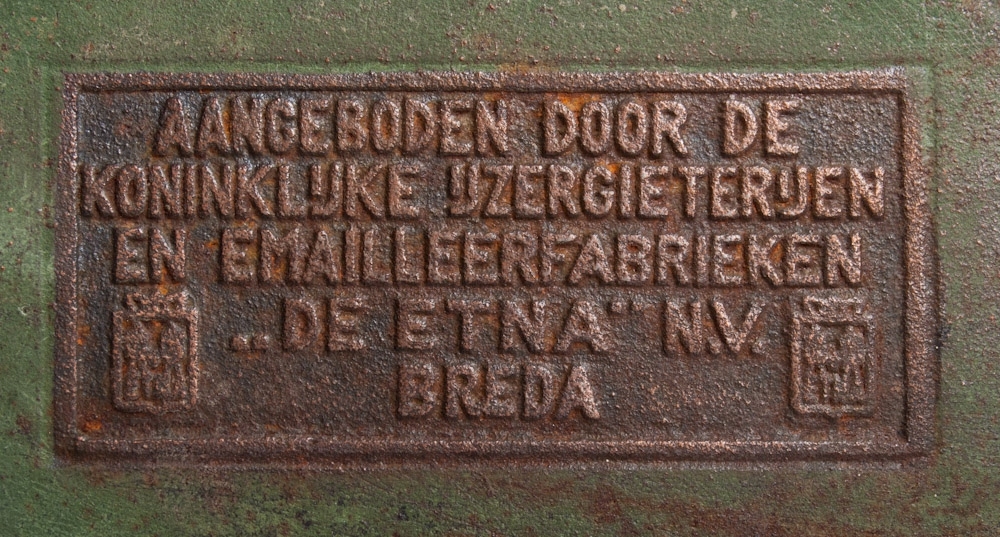 AANGEBODEN DOOR DE
KONINKLIJKE IJZERGIETERIJEN
EN EMAILLEERFABRIEKEN
„DE ETNA" N.V.
BREDA